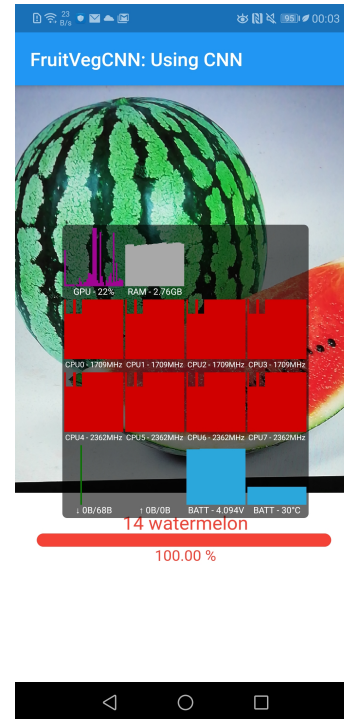 23 B/s 95 00:03
FruitVegCNN: Using CNN
GPU - 22% RAM - 2.76GB
CPU0 - 1709MHz CPU1 - 1709MHz CPU2 - 1709MHz CPU3 - 1709MHz
CPU4 - 2362MHz CPU5 - 2362MHz CPU6 - 2362MHz CPU7 - 2362MHz
↓ 0B/68B ↑ 0B/0B BATT - 4.094V BATT - 30°C
14 watermelon
100.00 %